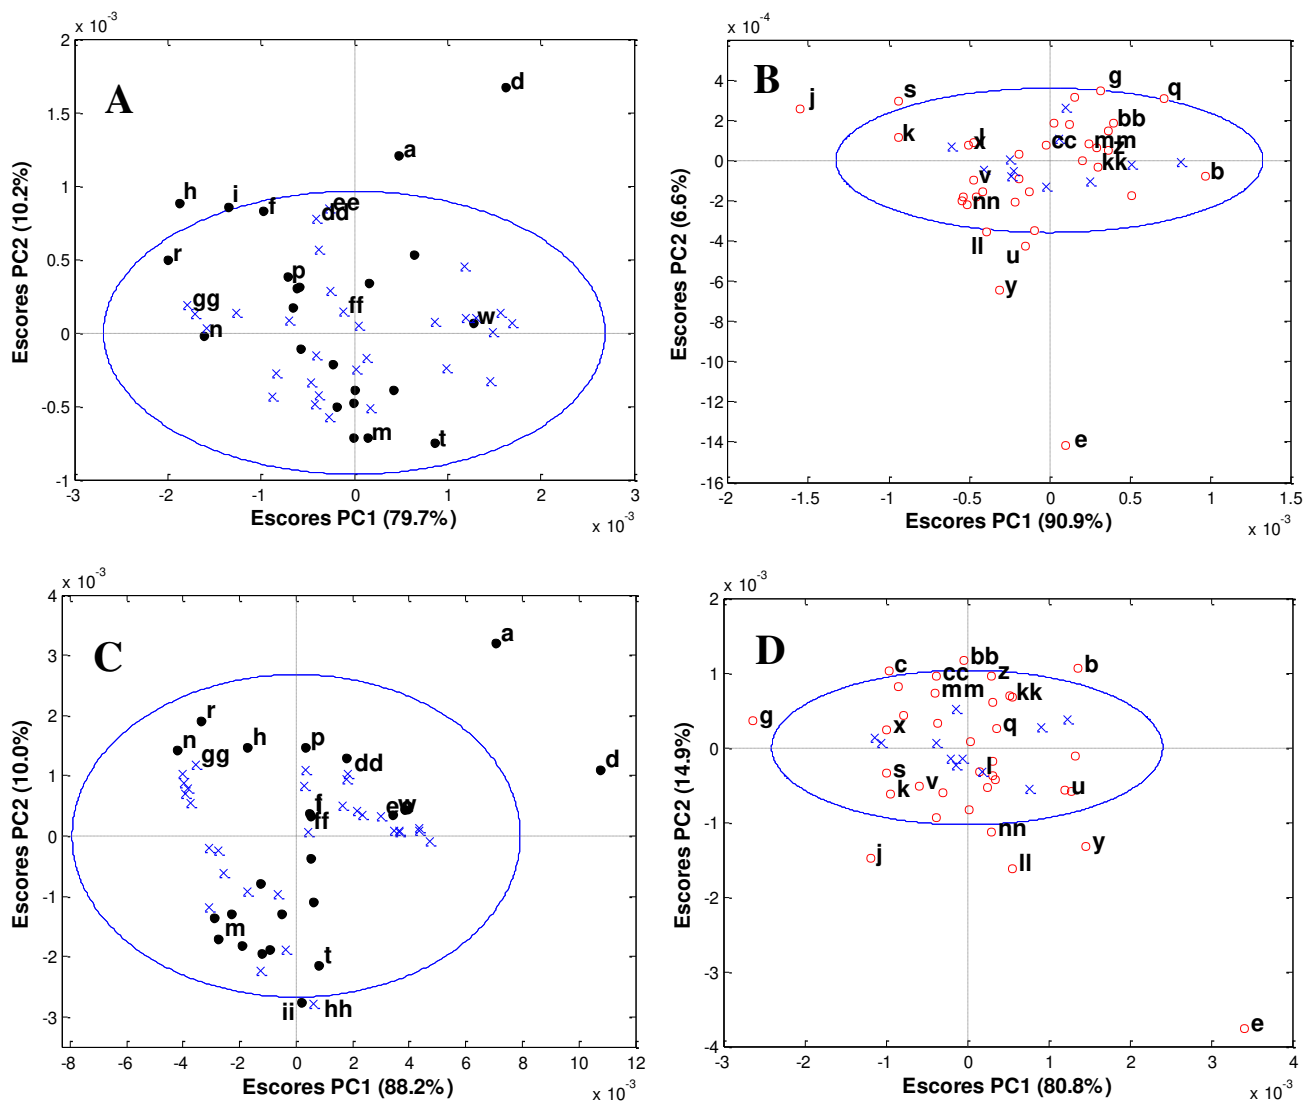 x 10⁻³
A
2
1.5
1
0.5
0
-0.5
-1
-3
-2
-1
0
1
2
3
Escores PC2 (10.2%)
Escores PC1 (79.7%)
x 10⁻³
d
a
h
i
f
ee
dd
r
p
gg
ff
n
w
m
t
x 10⁻⁴
B
4
2
0
-2
-4
-6
-8
-10
-12
-14
-16
-2
-1.5
-1
-0.5
0
0.5
1
1.5
Escores PC2 (6.6%)
Escores PC1 (90.9%)
x 10⁻³
j
s
g
q
k
bb
x
cc
mm
z
kk
v
b
nn
ll
u
y
e
x 10⁻³
C
4
3
2
1
0
-1
-2
-3
-8
-6
-4
-2
0
2
4
6
8
10
12
Escores PC2 (10.0%)
Escores PC1 (88.2%)
x 10⁻³
a
r
n
h
p
gg
dd
d
f
ff
e
w
m
t
ii
hh
x 10⁻³
D
2
1
0
-1
-2
-3
-4
-3
-2
-1
0
1
2
3
4
Escores PC2 (14.9%)
Escores PC1 (80.8%)
x 10⁻³
c
bb
b
cc
z
mm
kk
g
x
q
s
l
k
v
u
nn
y
j
ll
e